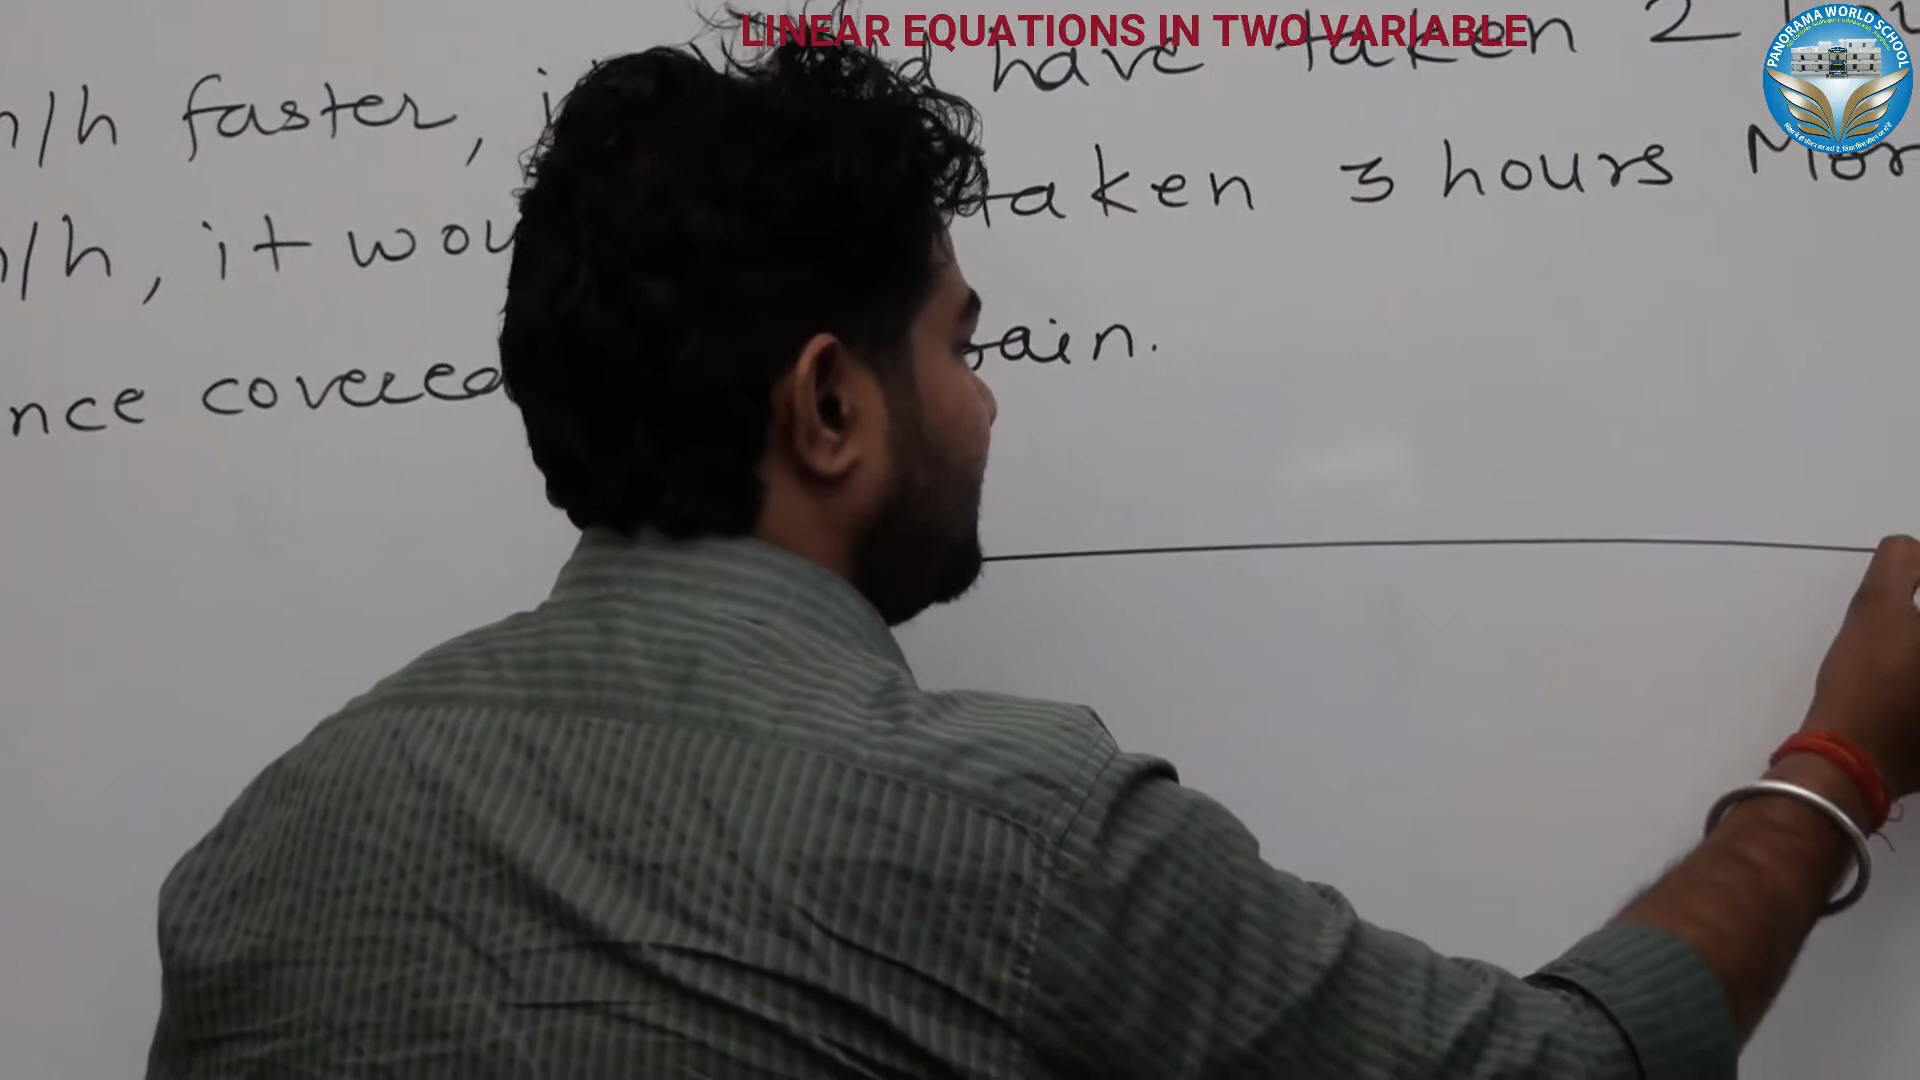 LINEAR EQUATIONS IN TWO VARIABLE
PANORAMA WORLD SCHOOL
/h faster, have taken 2
/h, it wou taken 3 hours Mor
nce covered ain.